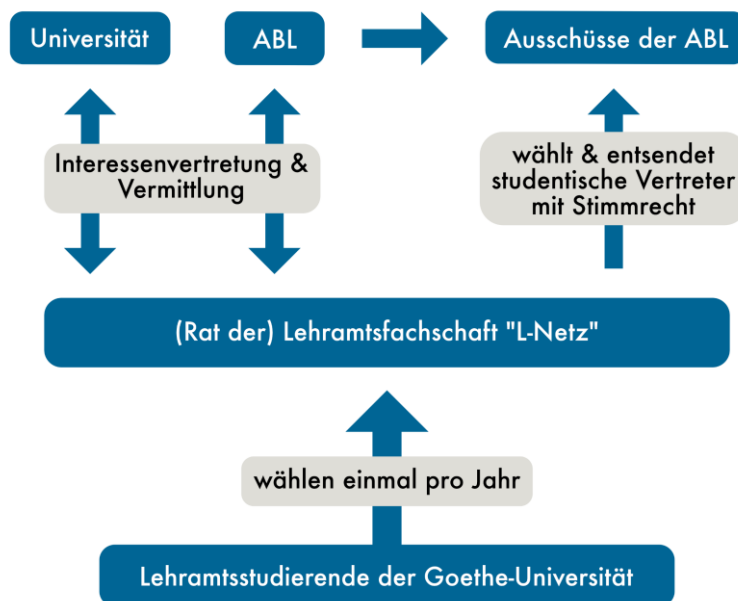 Universität
ABL
Ausschüsse der ABL
Interessenvertretung &
Vermittlung
wählt & entsendet
studentische Vertreter
mit Stimmrecht
(Rat der) Lehramtsfachschaft "L-Netz"
wählen einmal pro Jahr
Lehramtsstudierende der Goethe-Universität